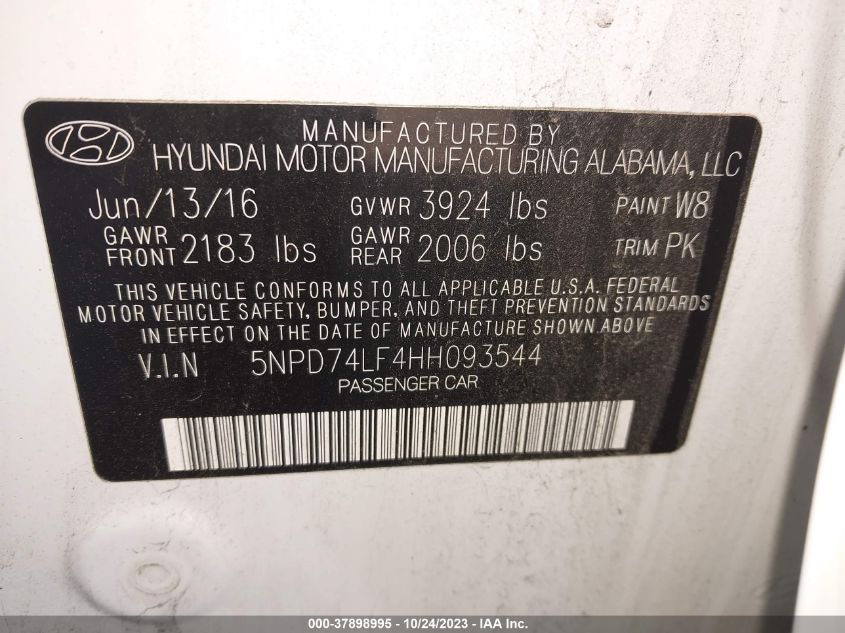 MANUFACTURED BY
HYUNDAI MOTOR MANUFACTURING ALABAMA, LLC
Jun/13/16 GVWR 3924 lbs PAINT W8
GAWR FRONT 2183 lbs GAWR REAR 2006 lbs TRIM PK
THIS VEHICLE CONFORMS TO ALL APPLICABLE U.S.A. FEDERAL
MOTOR VEHICLE SAFETY, BUMPER, AND THEFT PREVENTION STANDARDS
IN EFFECT ON THE DATE OF MANUFACTURE SHOWN ABOVE
V.I.N 5NPD74LF4HH093544
PASSENGER CAR
000-37898995 - 10/24/2023 - IAA Inc.